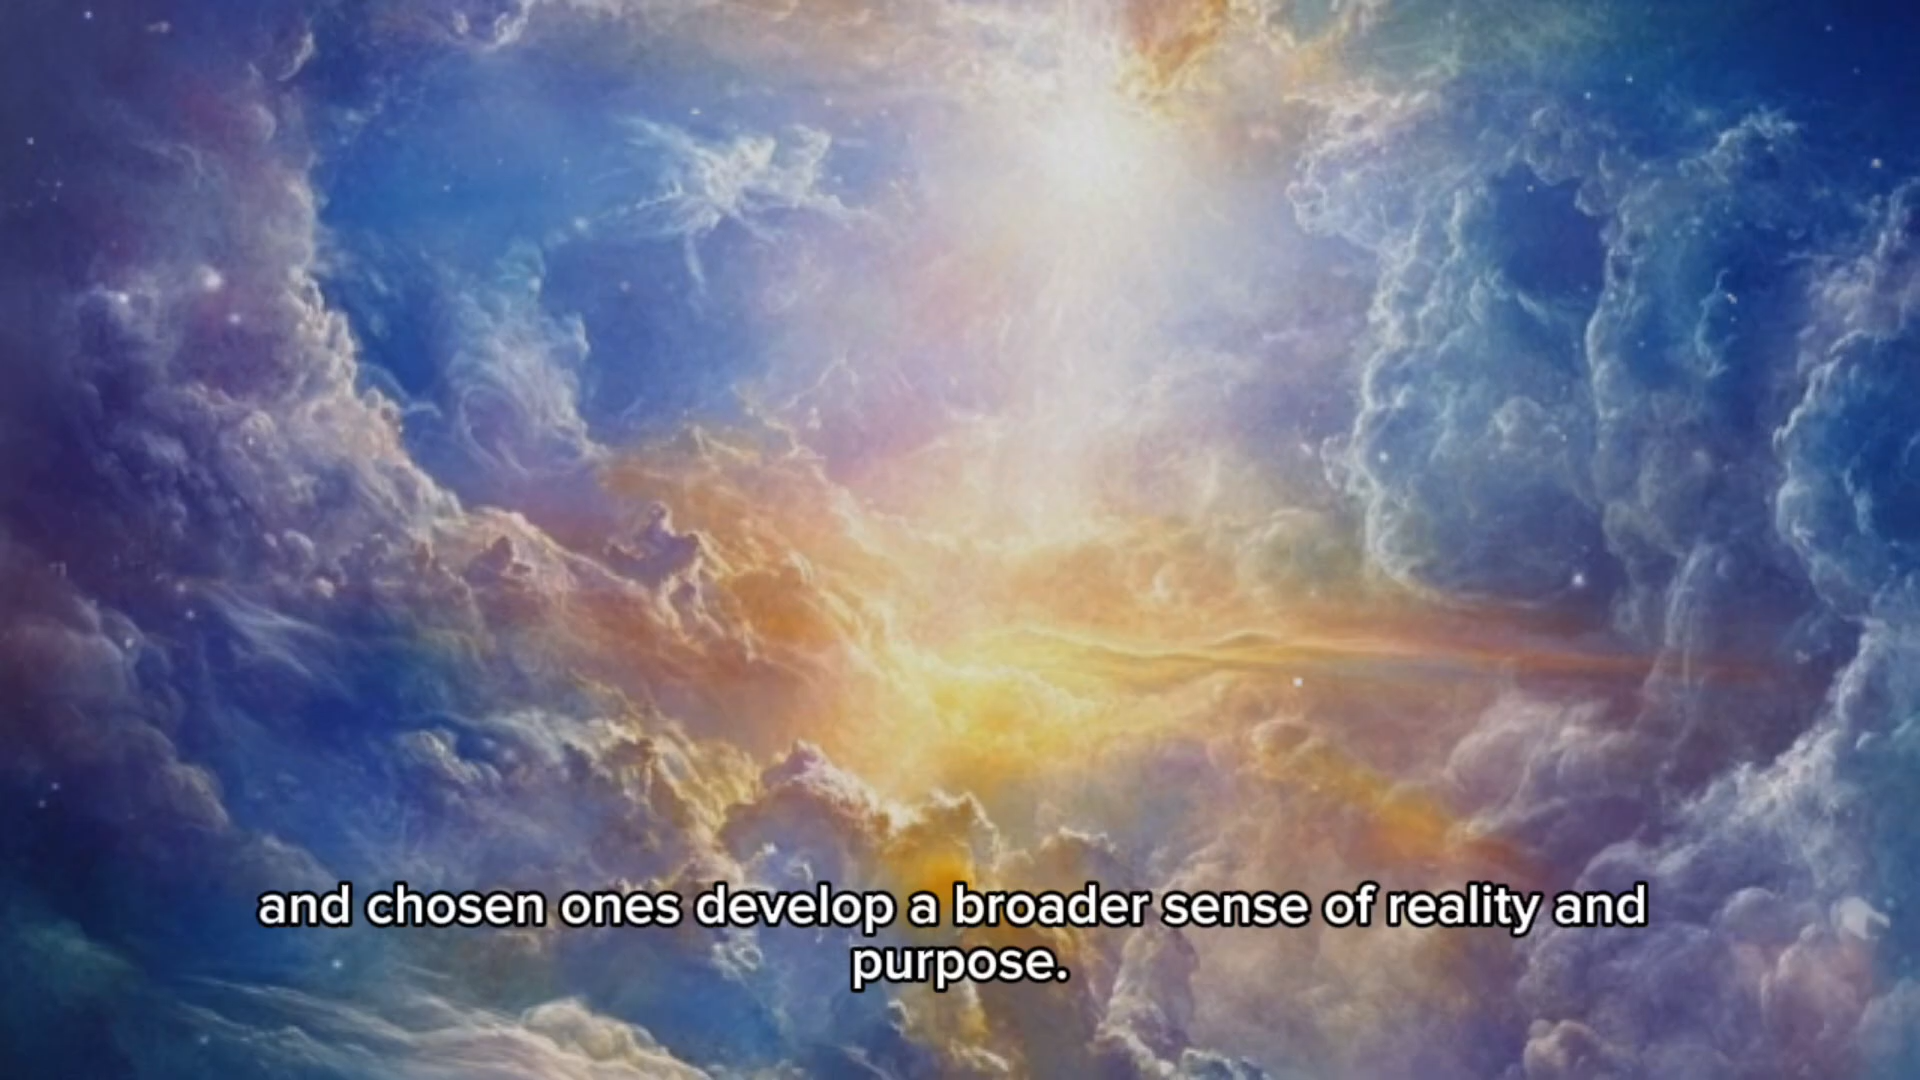 and chosen ones develop a broader sense of reality and
purpose.